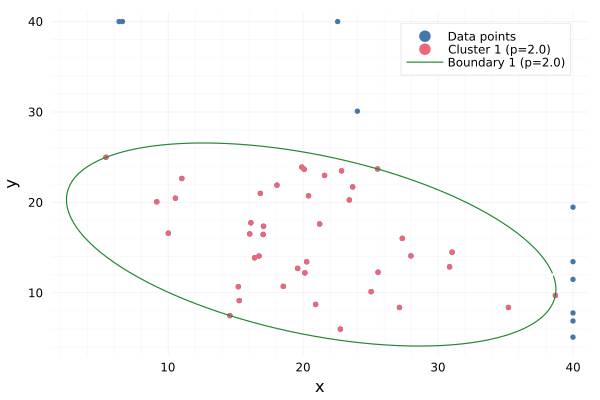 40
30
20
10
y
Data points
Cluster 1 (p=2.0)
Boundary 1 (p=2.0)
10 20 30 40
x